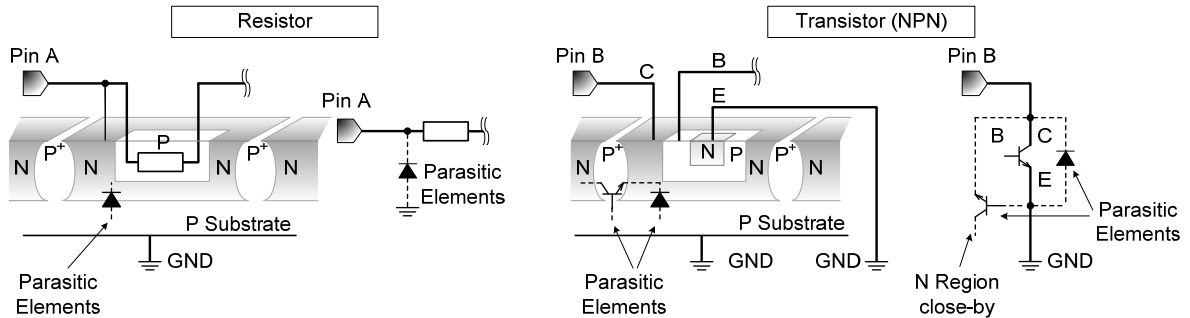 Resistor
Transistor (NPN)
Pin A
Pin A
N
P+
N
P
N
P+
N
Parasitic
Elements
P Substrate
GND
Parasitic
Elements
Pin B
C
B
E
N
P+
N
N
P
N
P+
N
P Substrate
GND
GND
Parasitic
Elements
Pin B
B
C
E
Parasitic
Elements
GND
N Region
close-by